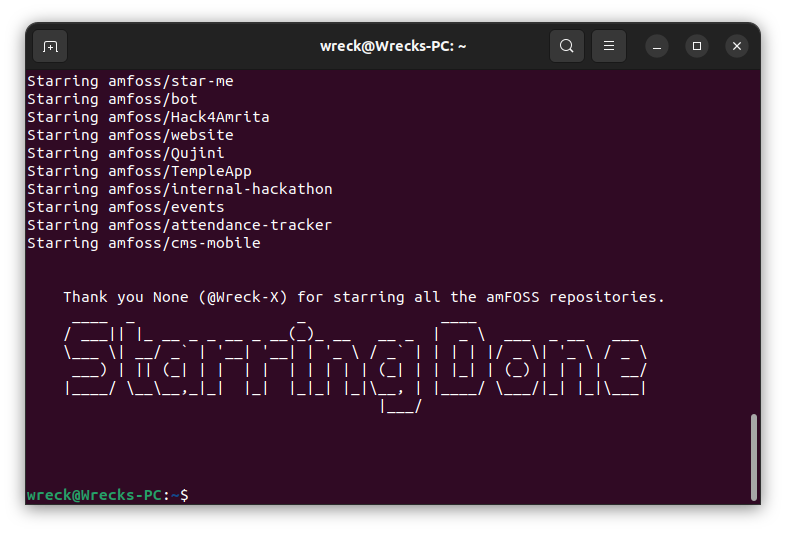 wreck@Wrecks-PC: ~
Starring amfoss/star-me
Starring amfoss/bot
Starring amfoss/Hack4Amrita
Starring amfoss/website
Starring amfoss/Qujini
Starring amfoss/TempleApp
Starring amfoss/internal-hackathon
Starring amfoss/events
Starring amfoss/attendance-tracker
Starring amfoss/cms-mobile
Thank you None (@Wreck-X) for starring all the amFOSS repositories.
Starring Done
wreck@Wrecks-PC:~$